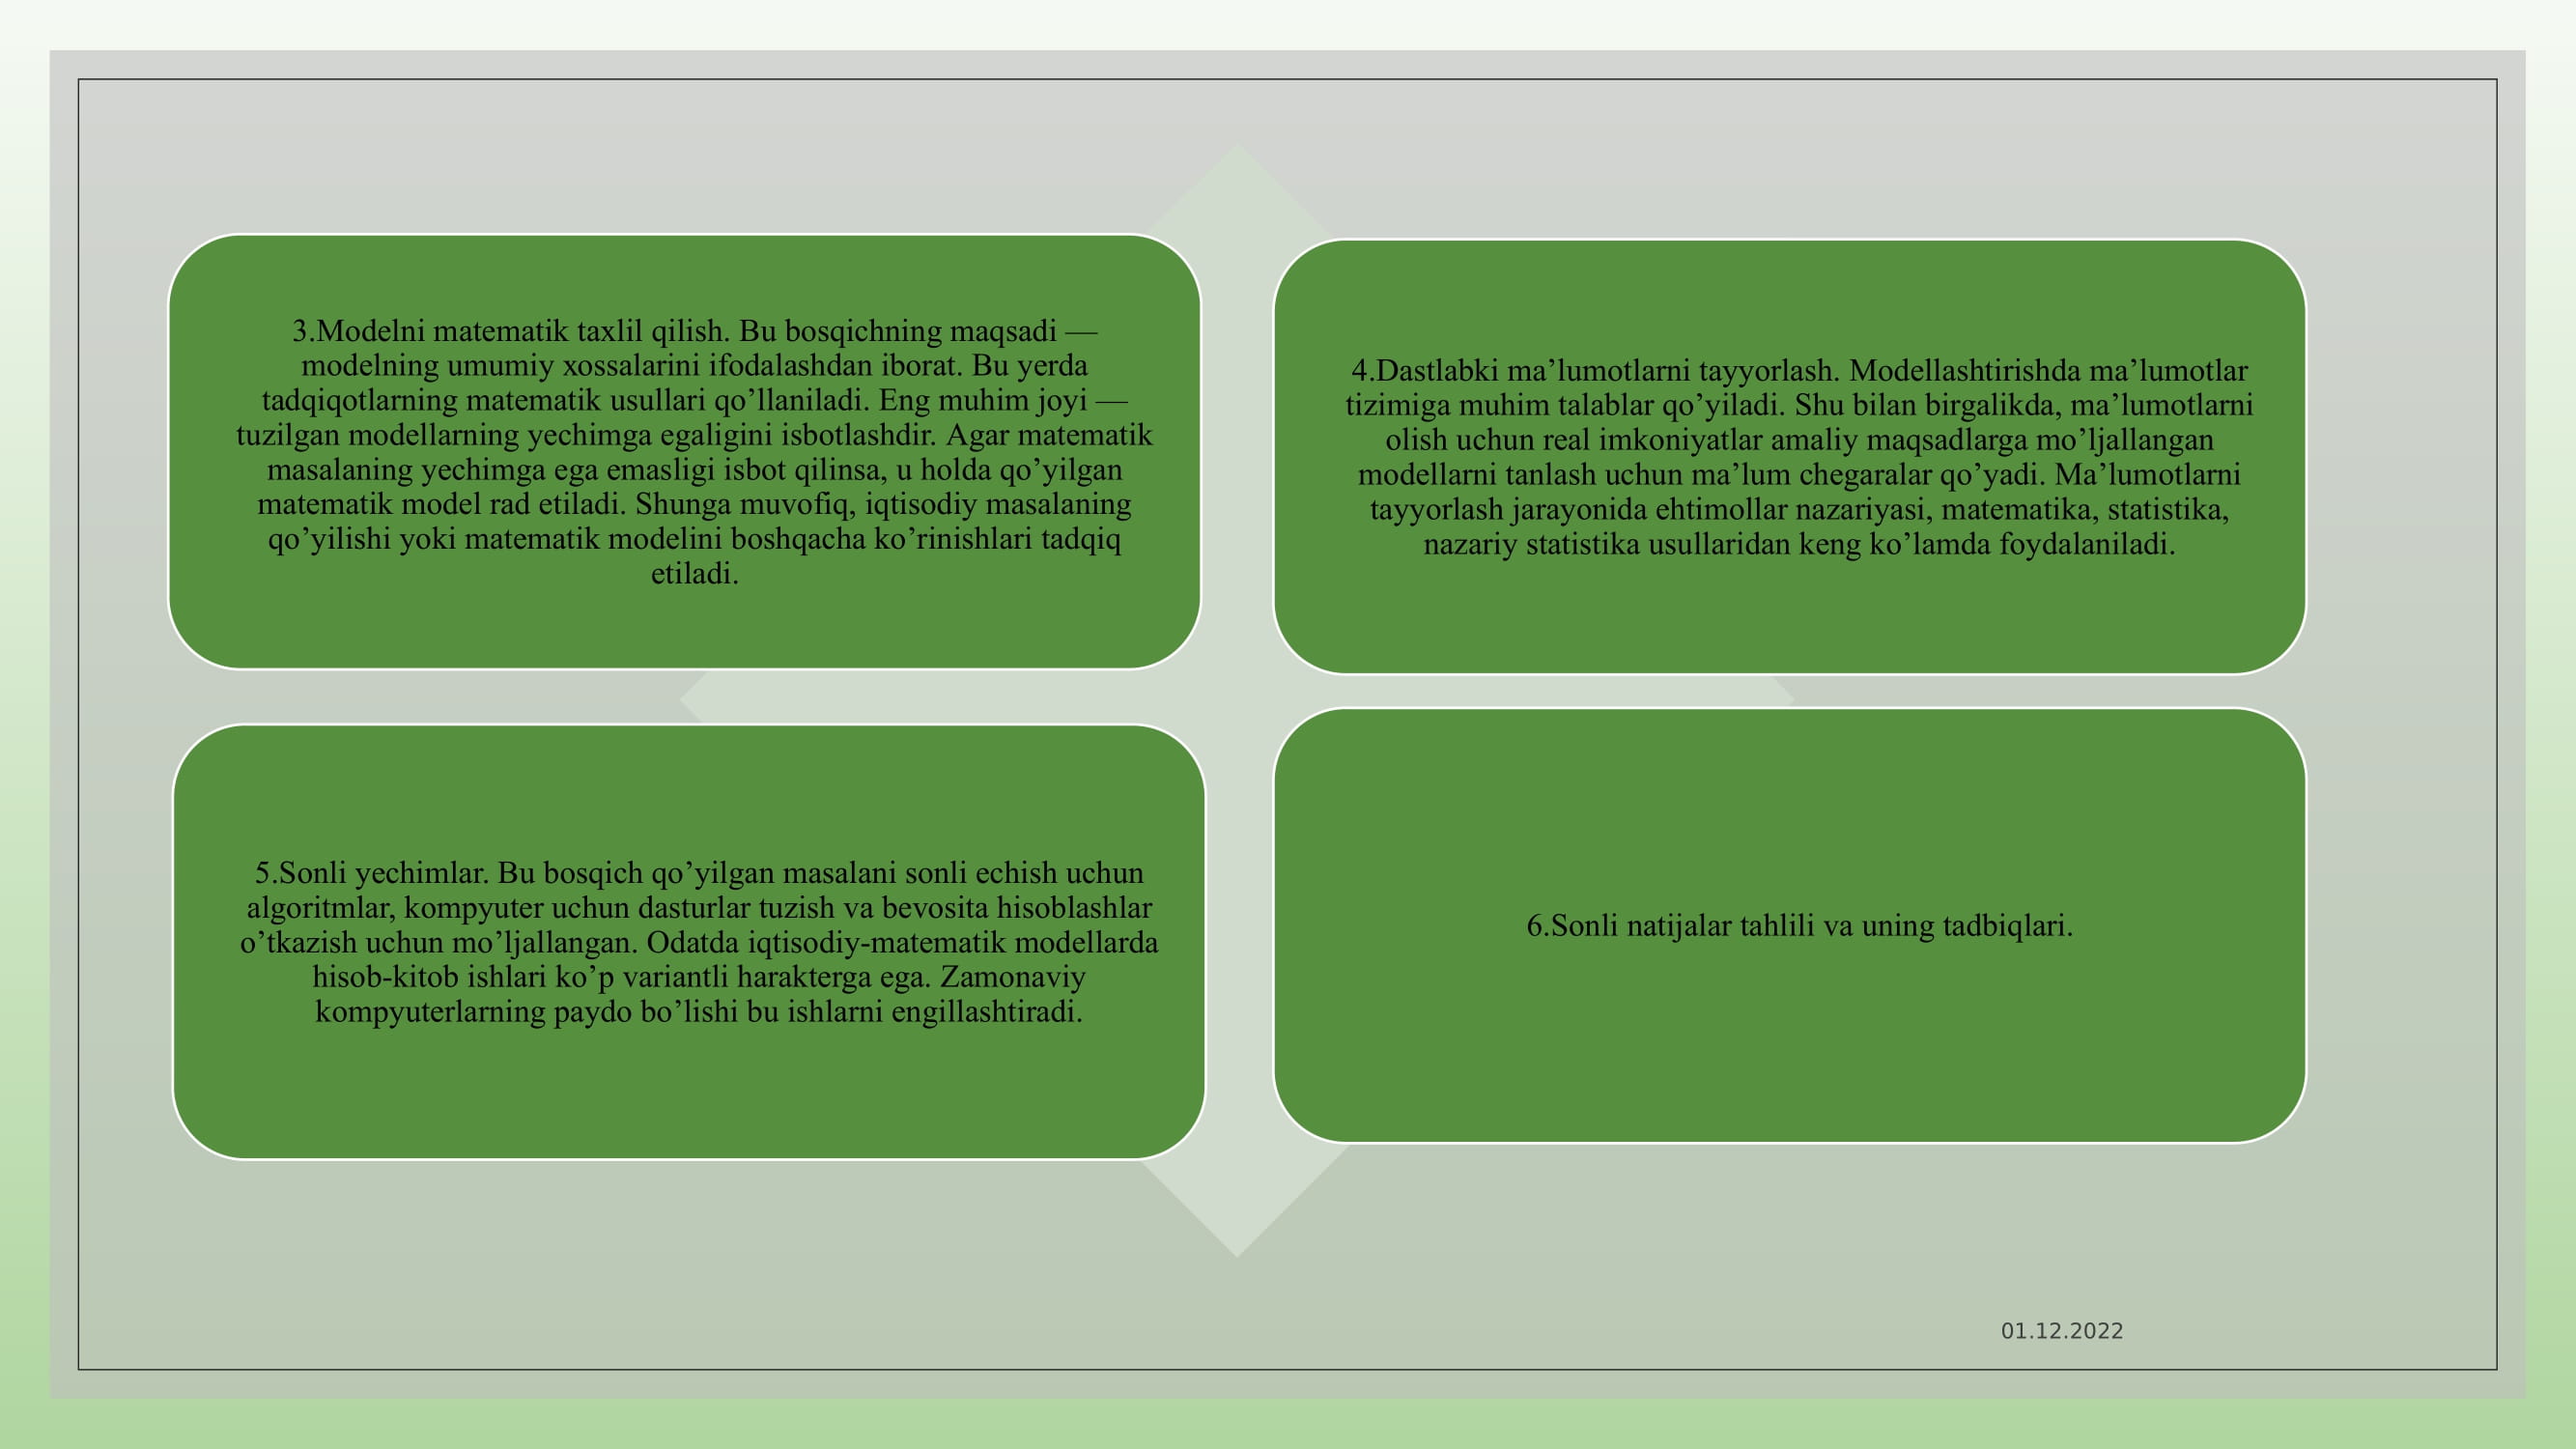 3.Modelni matematik taxlil qilish. Bu bosqichning maqsadi —
modelning umumiy xossalarini ifodalashdan iborat. Bu yerda
tadqiqotlarning matematik usullari qo’llaniladi. Eng muhim joyi —
tuzilgan modellarning yechimga egaligini isbotlashdir. Agar matematik
masalaning yechimga ega emasligi isbot qilinsa, u holda qo’yilgan
matematik model rad etiladi. Shunga muvofiq, iqtisodiy masalaning
qo’yilishi yoki matematik modelini boshqacha ko’rinishlari tadqiq
etiladi.
4.Dastlabki ma’lumotlarni tayyorlash. Modellashtirishda ma’lumotlar
tizimiga muhim talablar qo’yiladi. Shu bilan birgalikda, ma’lumotlarni
olish uchun real imkoniyatlar amaliy maqsadlarga mo’ljallangan
modellarni tanlash uchun ma’lum chegaralar qo’yadi. Ma’lumotlarni
tayyorlash jarayonida ehtimollar nazariyasi, matematika, statistika,
nazariy statistika usullaridan keng ko’lamda foydalaniladi.
5.Sonli yechimlar. Bu bosqich qo’yilgan masalani sonli echish uchun
algoritmlar, kompyuter uchun dasturlar tuzish va bevosita hisoblashlar
o’tkazish uchun mo’ljallangan. Odatda iqtisodiy-matematik modellarda
hisob-kitob ishlari ko’p variantli harakterga ega. Zamonaviy
kompyuterlarning paydo bo’lishi bu ishlarni engillashtiradi.
6.Sonli natijalar tahlili va uning tadbiqlari.
01.12.2022